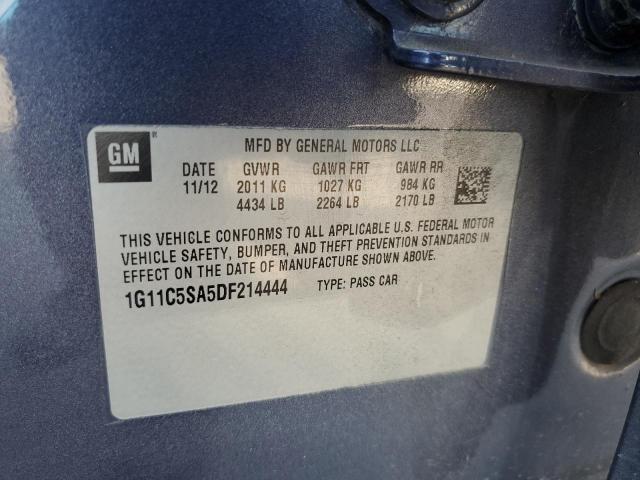 GM
MFD BY GENERAL MOTORS LLC
DATE GVWR GAWR FRT GAWR RR
11/12 2011 KG 1027 KG 984 KG
4434 LB 2264 LB 2170 LB
THIS VEHICLE CONFORMS TO ALL APPLICABLE U.S. FEDERAL MOTOR
VEHICLE SAFETY, BUMPER, AND THEFT PREVENTION STANDARDS IN
EFFECT ON THE DATE OF MANUFACTURE SHOWN ABOVE.
1G11C5SA5DF214444 TYPE: PASS CAR